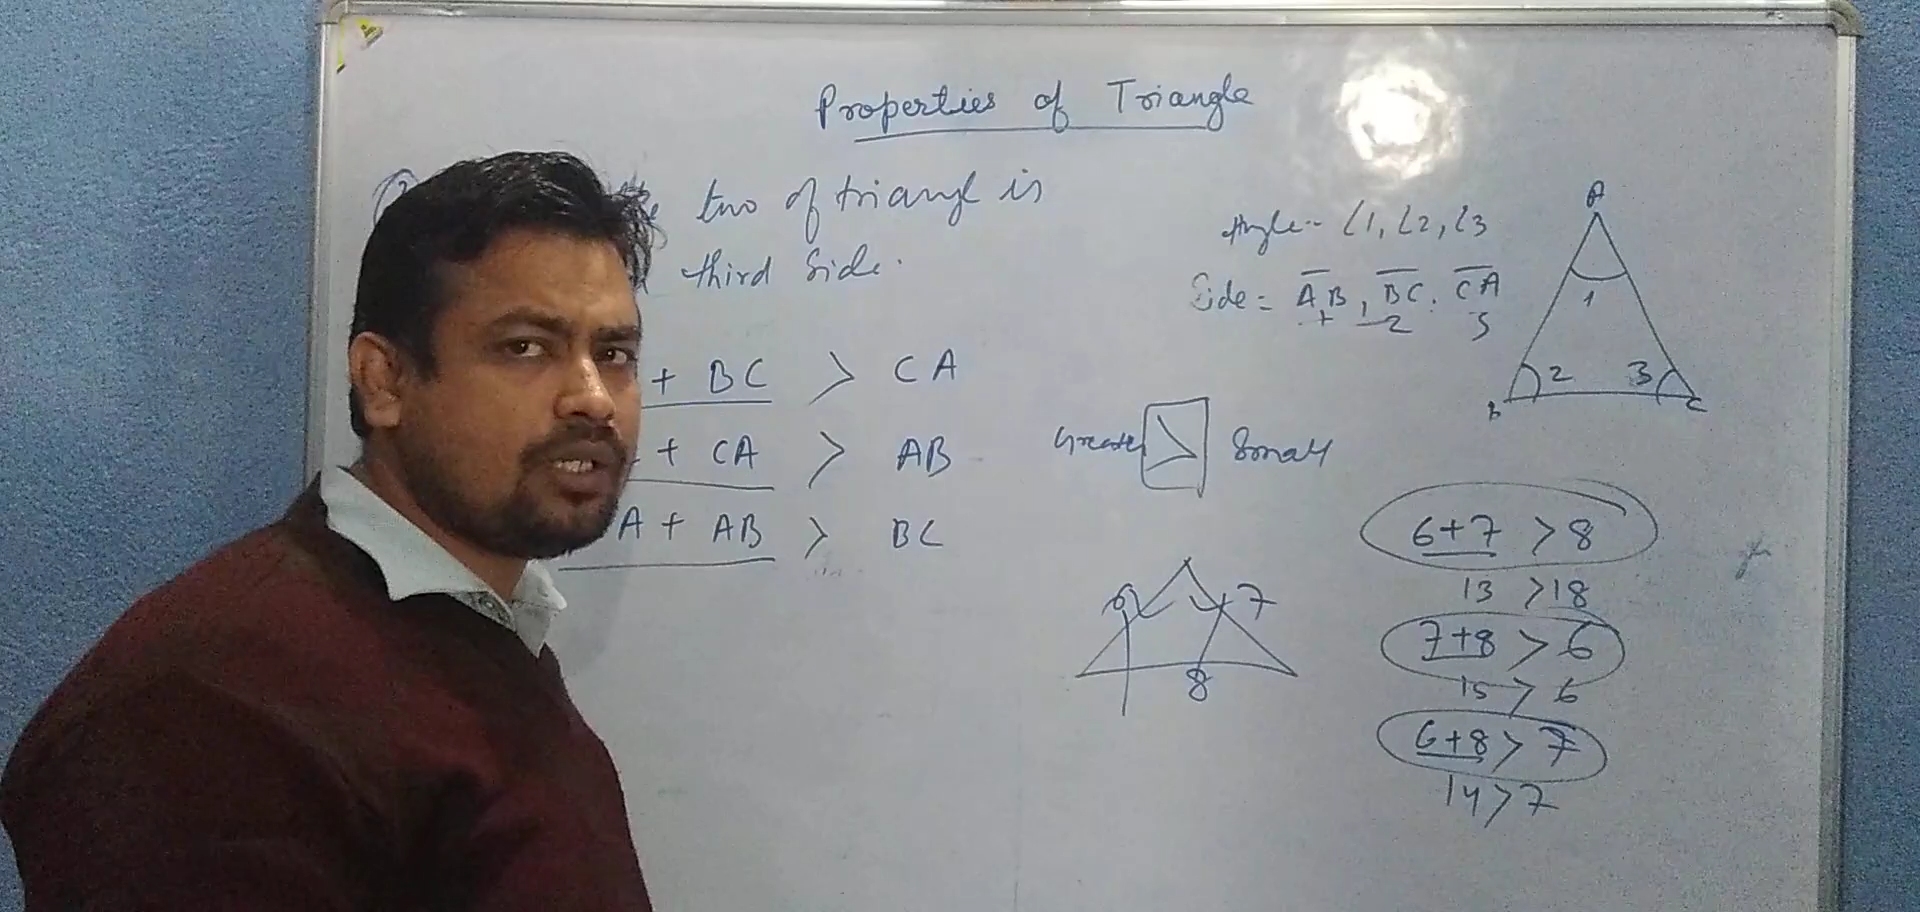 Properties of Triangle
two of triangl is
third Side.
+ BC > CA
+ CA > AB
A + AB > BC
Angle - ∠1, ∠2, ∠3
Side = AB, BC, CA
+ 2
A
1
2 3
B C
Greater > Small
7
8
6+7 >8
13 >18
7+8 > 6
15 > 6
6+8 > 7
14 > 7